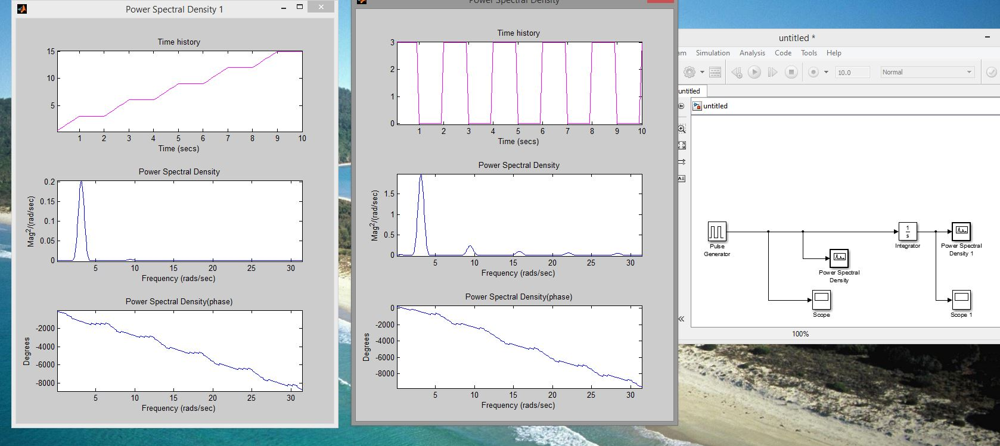 Power Spectral Density 1
Time history
15
10
5
1 2 3 4 5 6 7 8 9 10
Time (secs)
Power Spectral Density
0.2
0.15
0.1
0.05
0
Mag2/(rad/sec)
5 10 15 20 25 30
Frequency (rads/sec)
Power Spectral Density(phase)
-2000
-4000
-6000
-8000
Degrees
5 10 15 20 25 30
Frequency (rads/sec)
Power Spectral Density
Time history
3
2
1
0
1 2 3 4 5 6 7 8 9 10
Time (secs)
Power Spectral Density
1.5
1
0.5
0
Mag2/(rad/sec)
5 10 15 20 25 30
Frequency (rads/sec)
Power Spectral Density(phase)
0
-2000
-4000
-6000
-8000
Degrees
5 10 15 20 25 30
Frequency (rads/sec)
untitled *
am Simulation Analysis Code Tools Help
10.0 Normal
untitled
untitled
Pulse
Generator
Power Spectral
Density
Scope
1
s
Integrator
Power Spectral
Density 1
Scope 1
100%